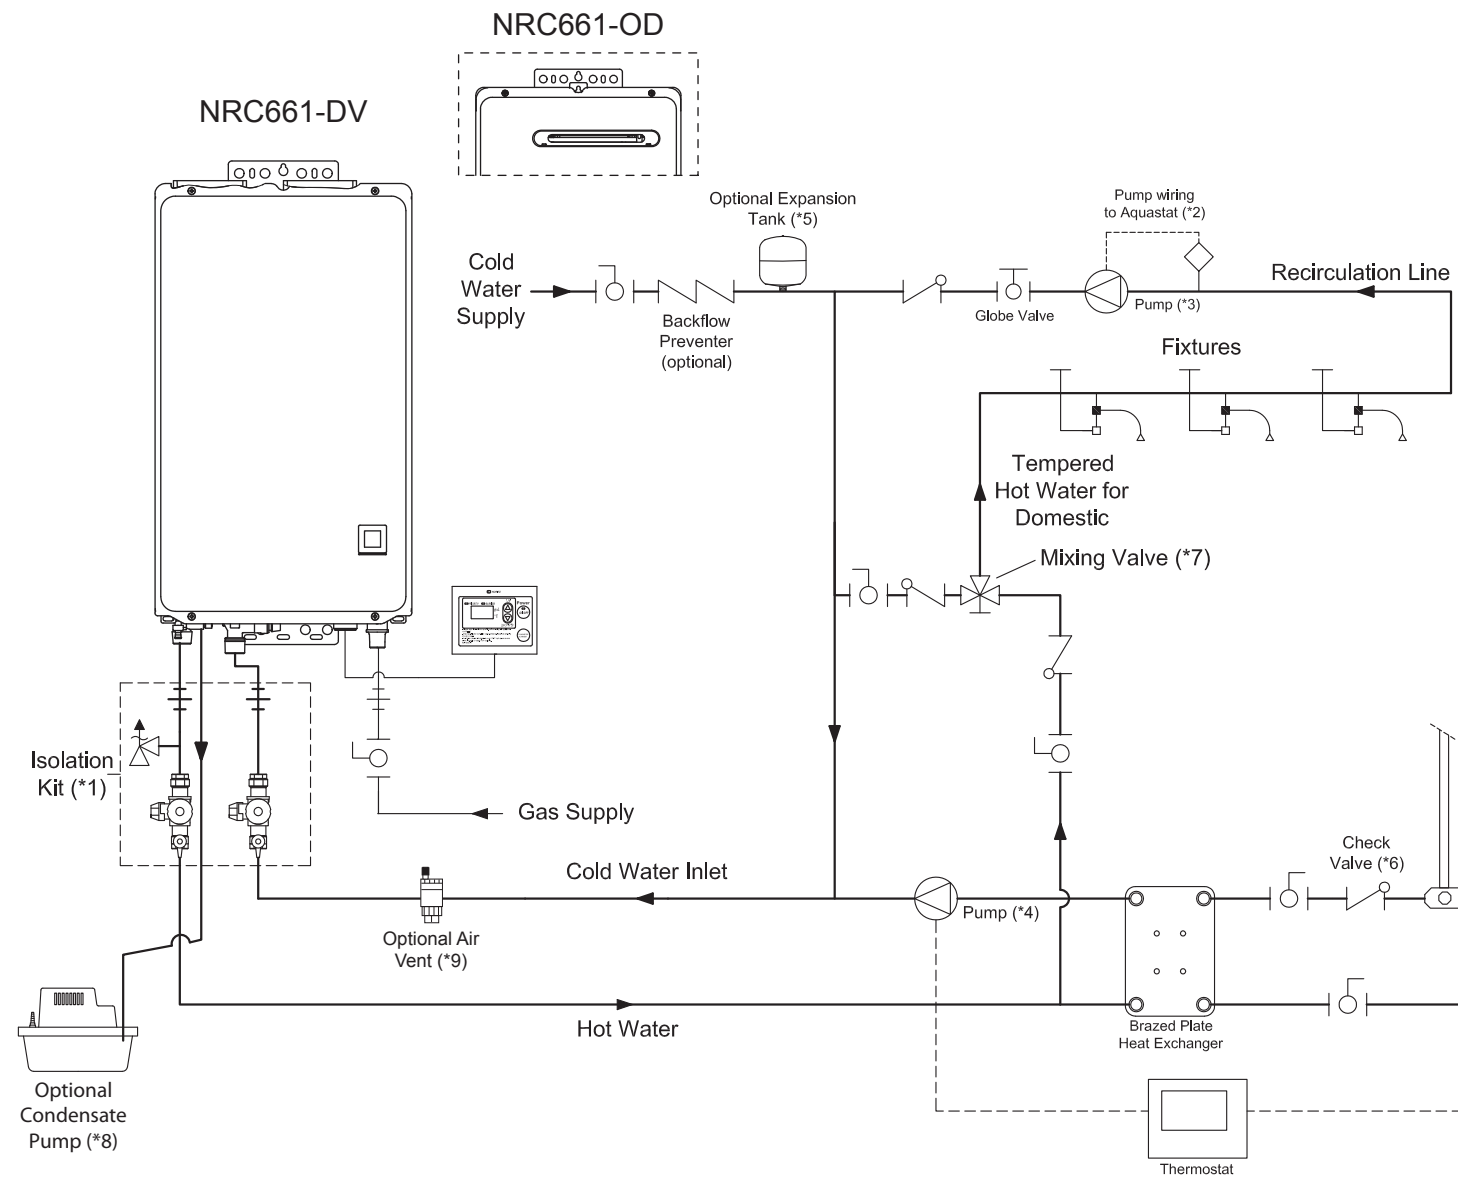 NRC661-OD
NRC661-DV
Optional Expansion
Tank (*5)
Pump wiring
to Aquastat (*2)
Cold
Water
Supply
Recirculation Line
Backflow
Preventer
(optional)
Globe Valve
Pump (*3)
Fixtures
Tempered
Hot Water for
Domestic
Mixing Valve (*7)
Isolation
Kit (*1)
Gas Supply
Cold Water Inlet
Check
Valve (*6)
Pump (*4)
Optional Air
Vent (*9)
Hot Water
Brazed Plate
Heat Exchanger
Optional
Condensate
Pump (*8)
Thermostat